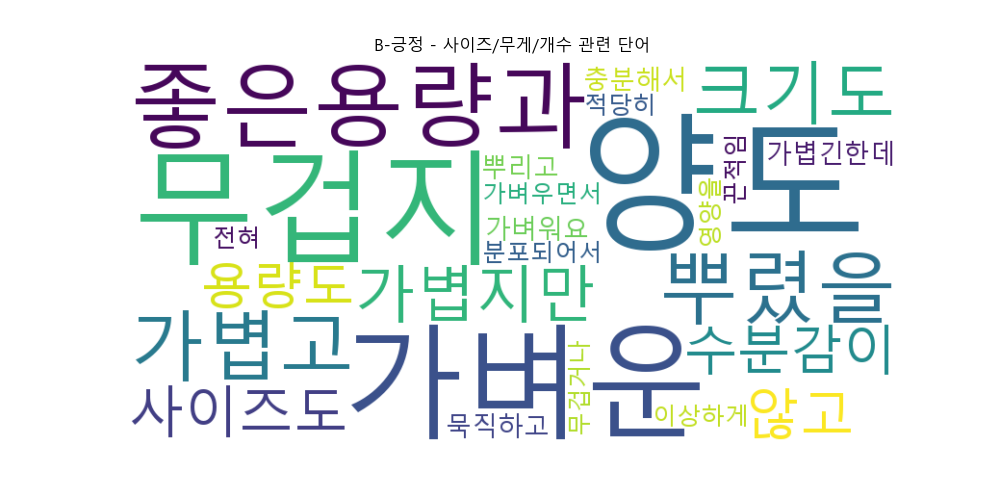 B-긍정 - 사이즈/무게/개수 관련 단어
좋은용량과
충분해서
크기도
적당히
양도
끈적임
가볍긴한데
무겁지
뿌리고
가벼우면서
영양을
전혀
가벼워요
분포되어서
용량도
가볍지만
뿌렸을
가볍고
가벼운
수분감이
무겁거나
사이즈도
묵직하고
이상하게
않고